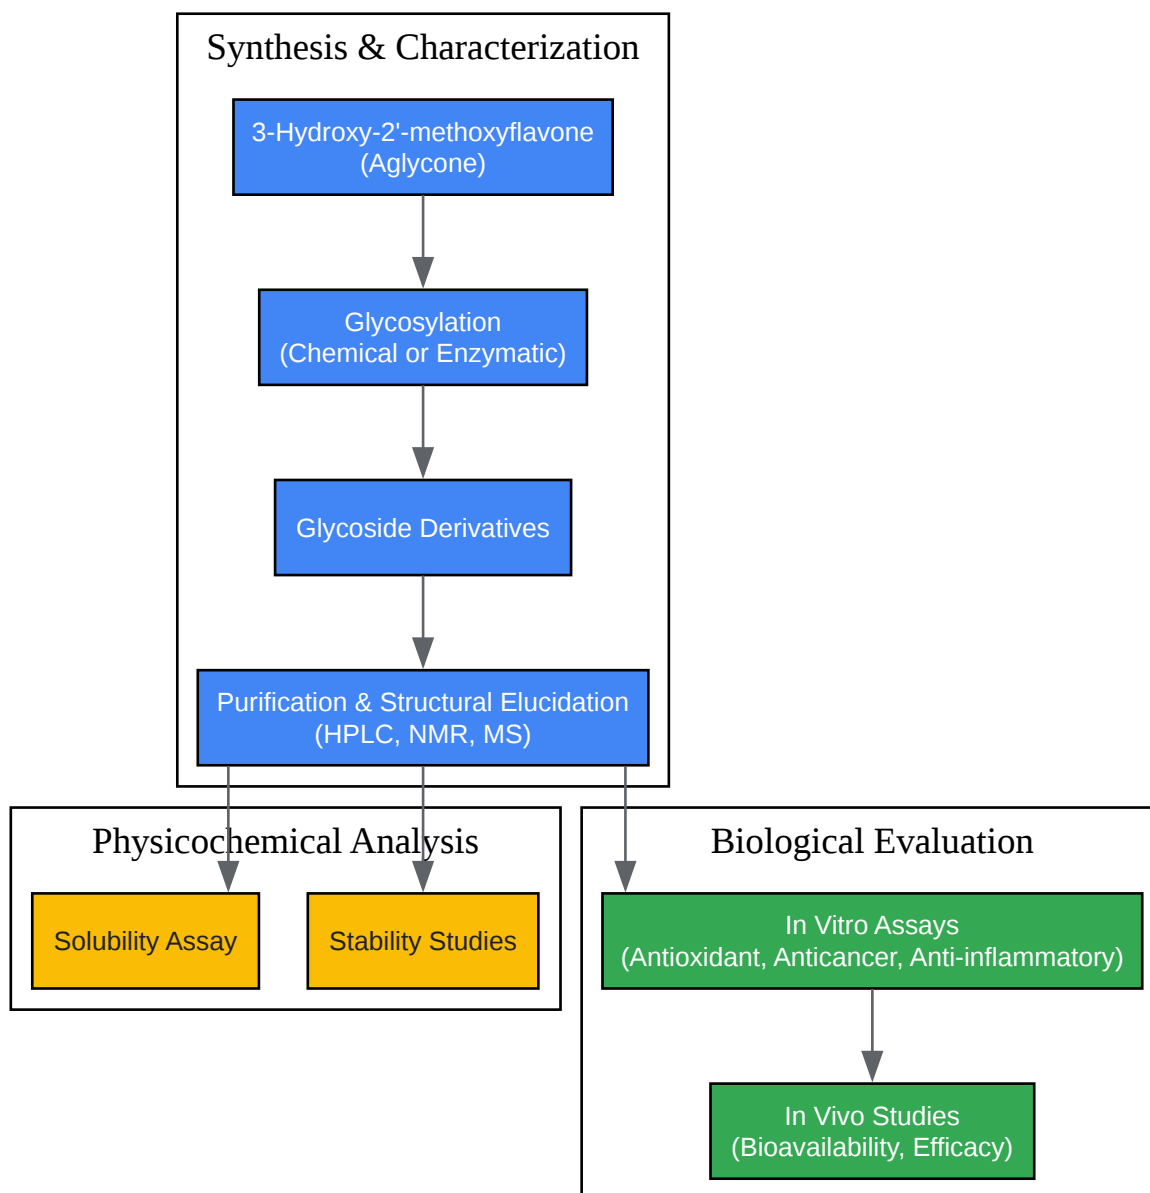 Synthesis & Characterization
3-Hydroxy-2'-methoxyflavone
(Aglycone)
Glycosylation
(Chemical or Enzymatic)
Glycoside Derivatives
Purification & Structural Elucidation
(HPLC, NMR, MS)
Physicochemical Analysis
Solubility Assay
Stability Studies
Biological Evaluation
In Vitro Assays
(Antioxidant, Anticancer, Anti-inflammatory)
In Vivo Studies
(Bioavailability, Efficacy)